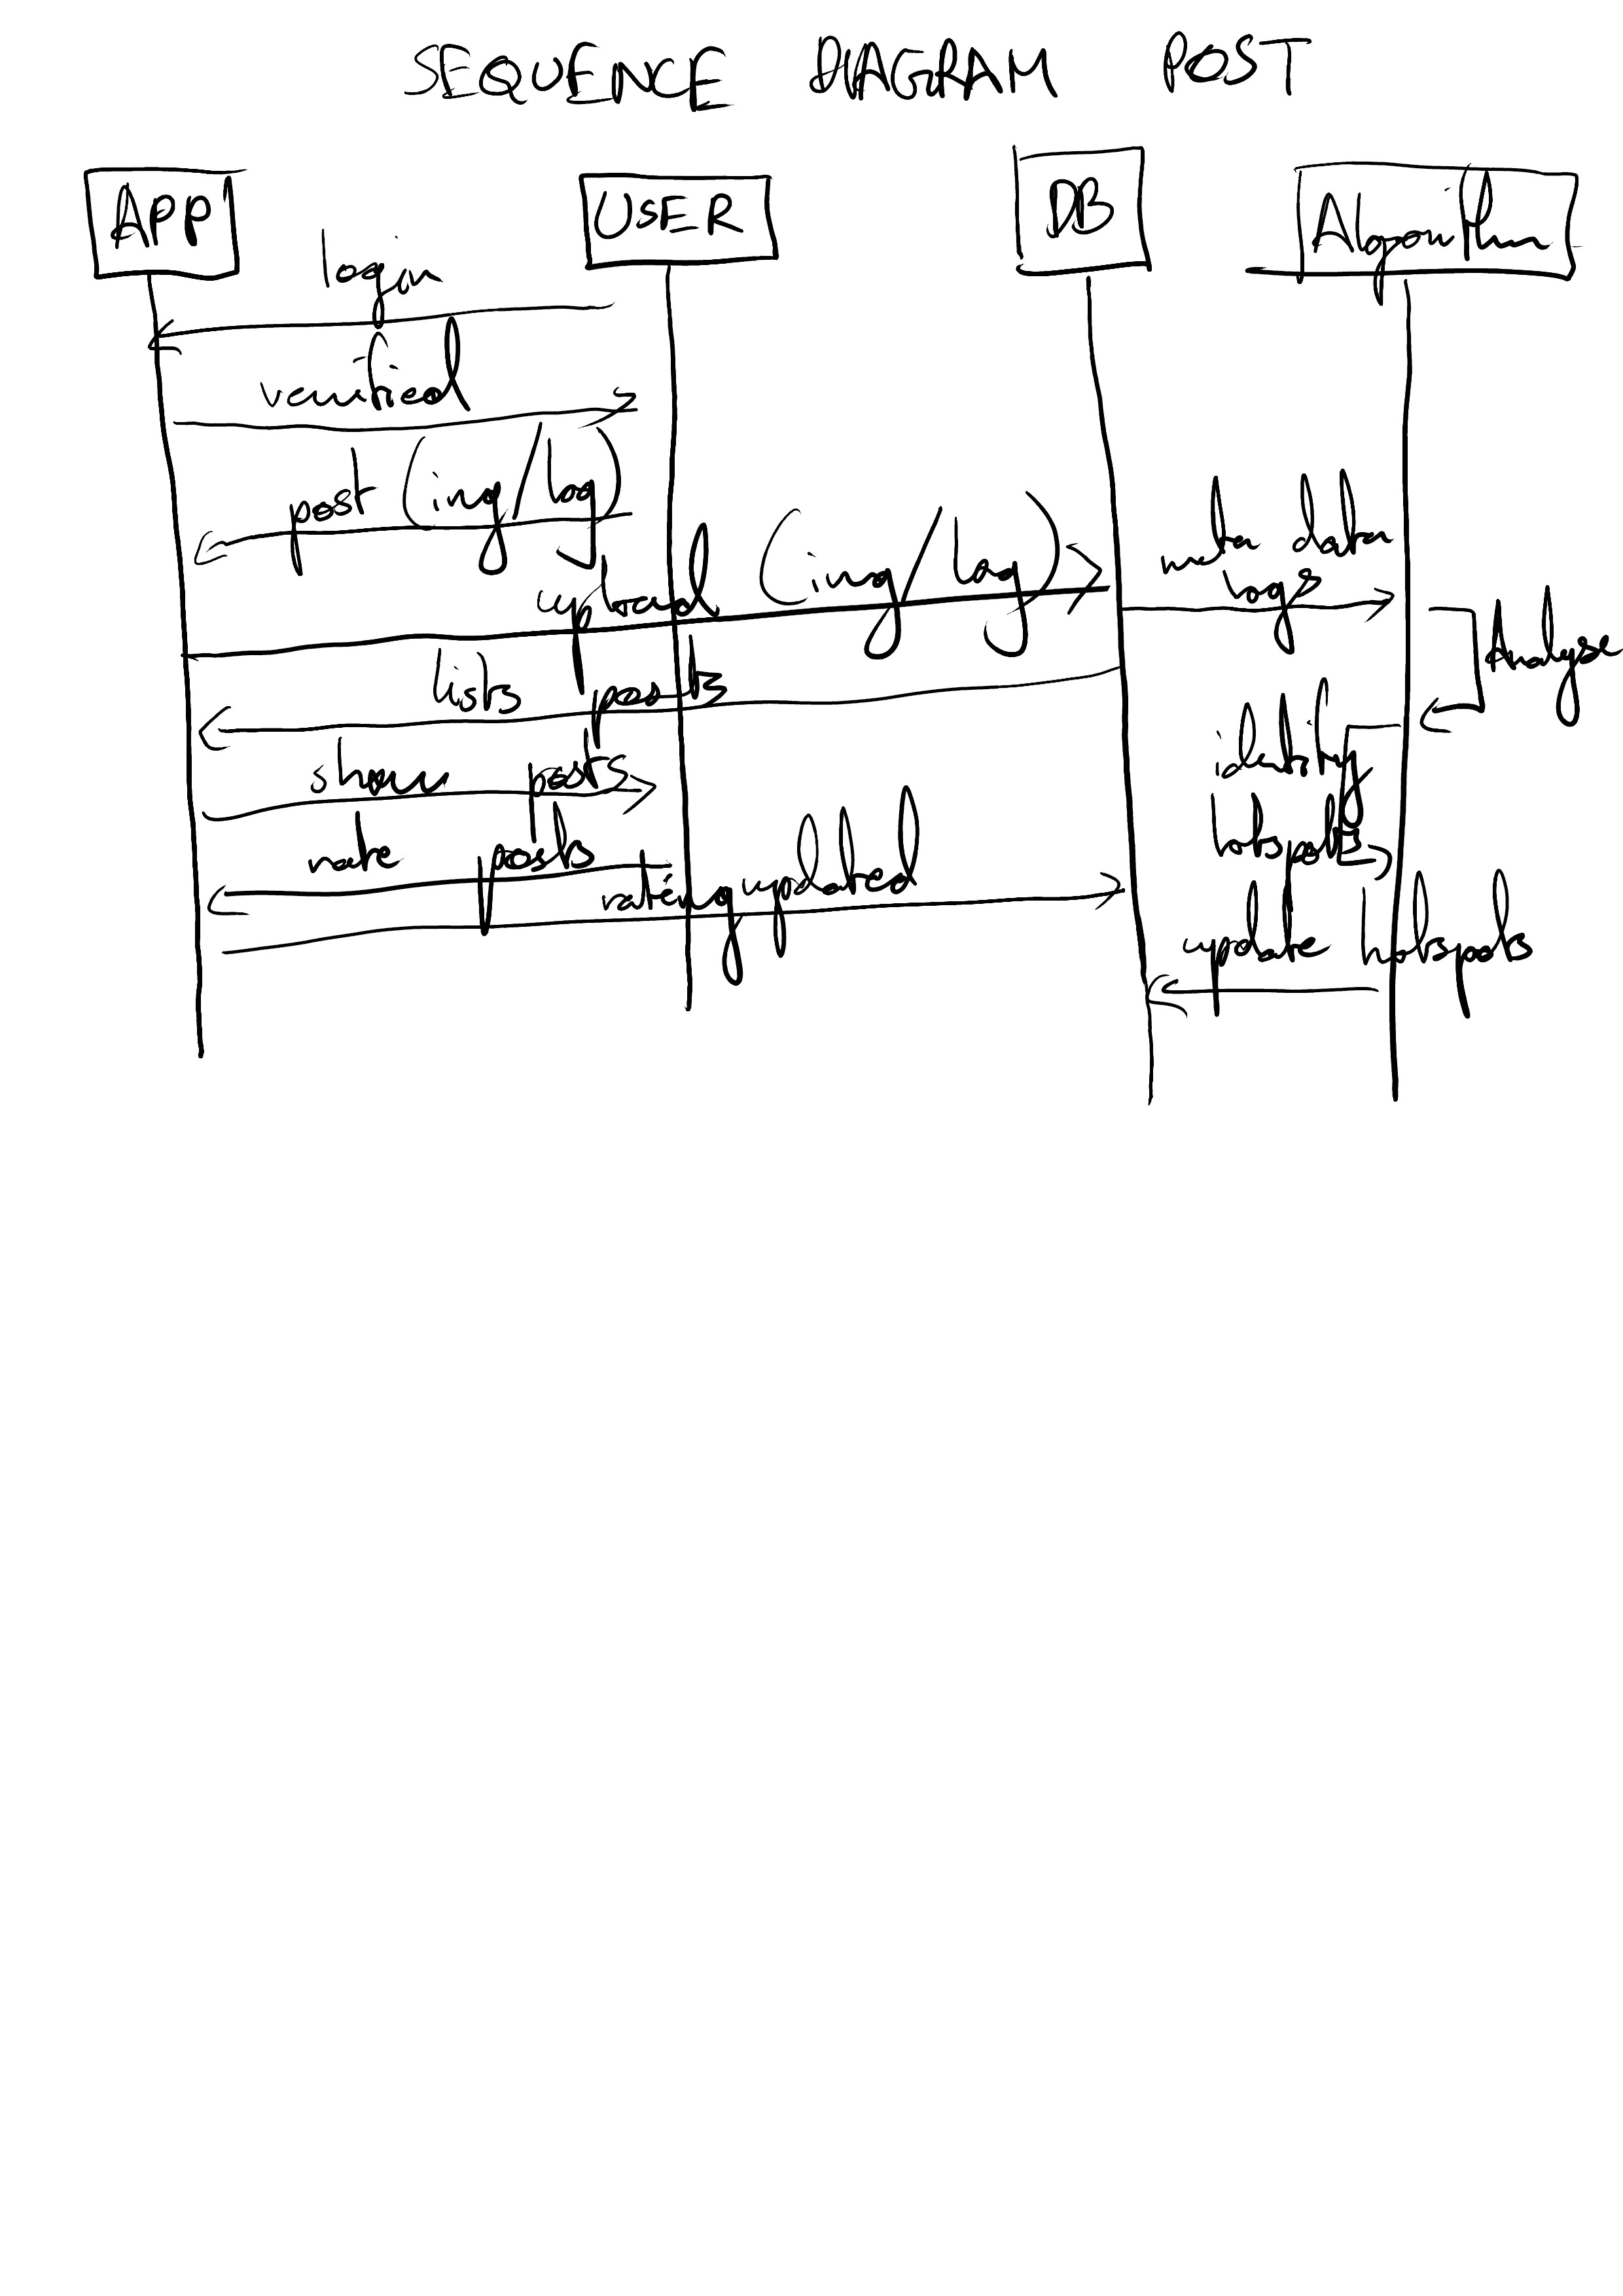 SEQUENCE DIAGRAM POST
APP
USER
DB
Algorithm
login
verified
post (img/log)
upload (img/log)
meta data
logs
Analyse
lists posts
identify
hotspots
show posts
rate posts
rating updated
update hotspots